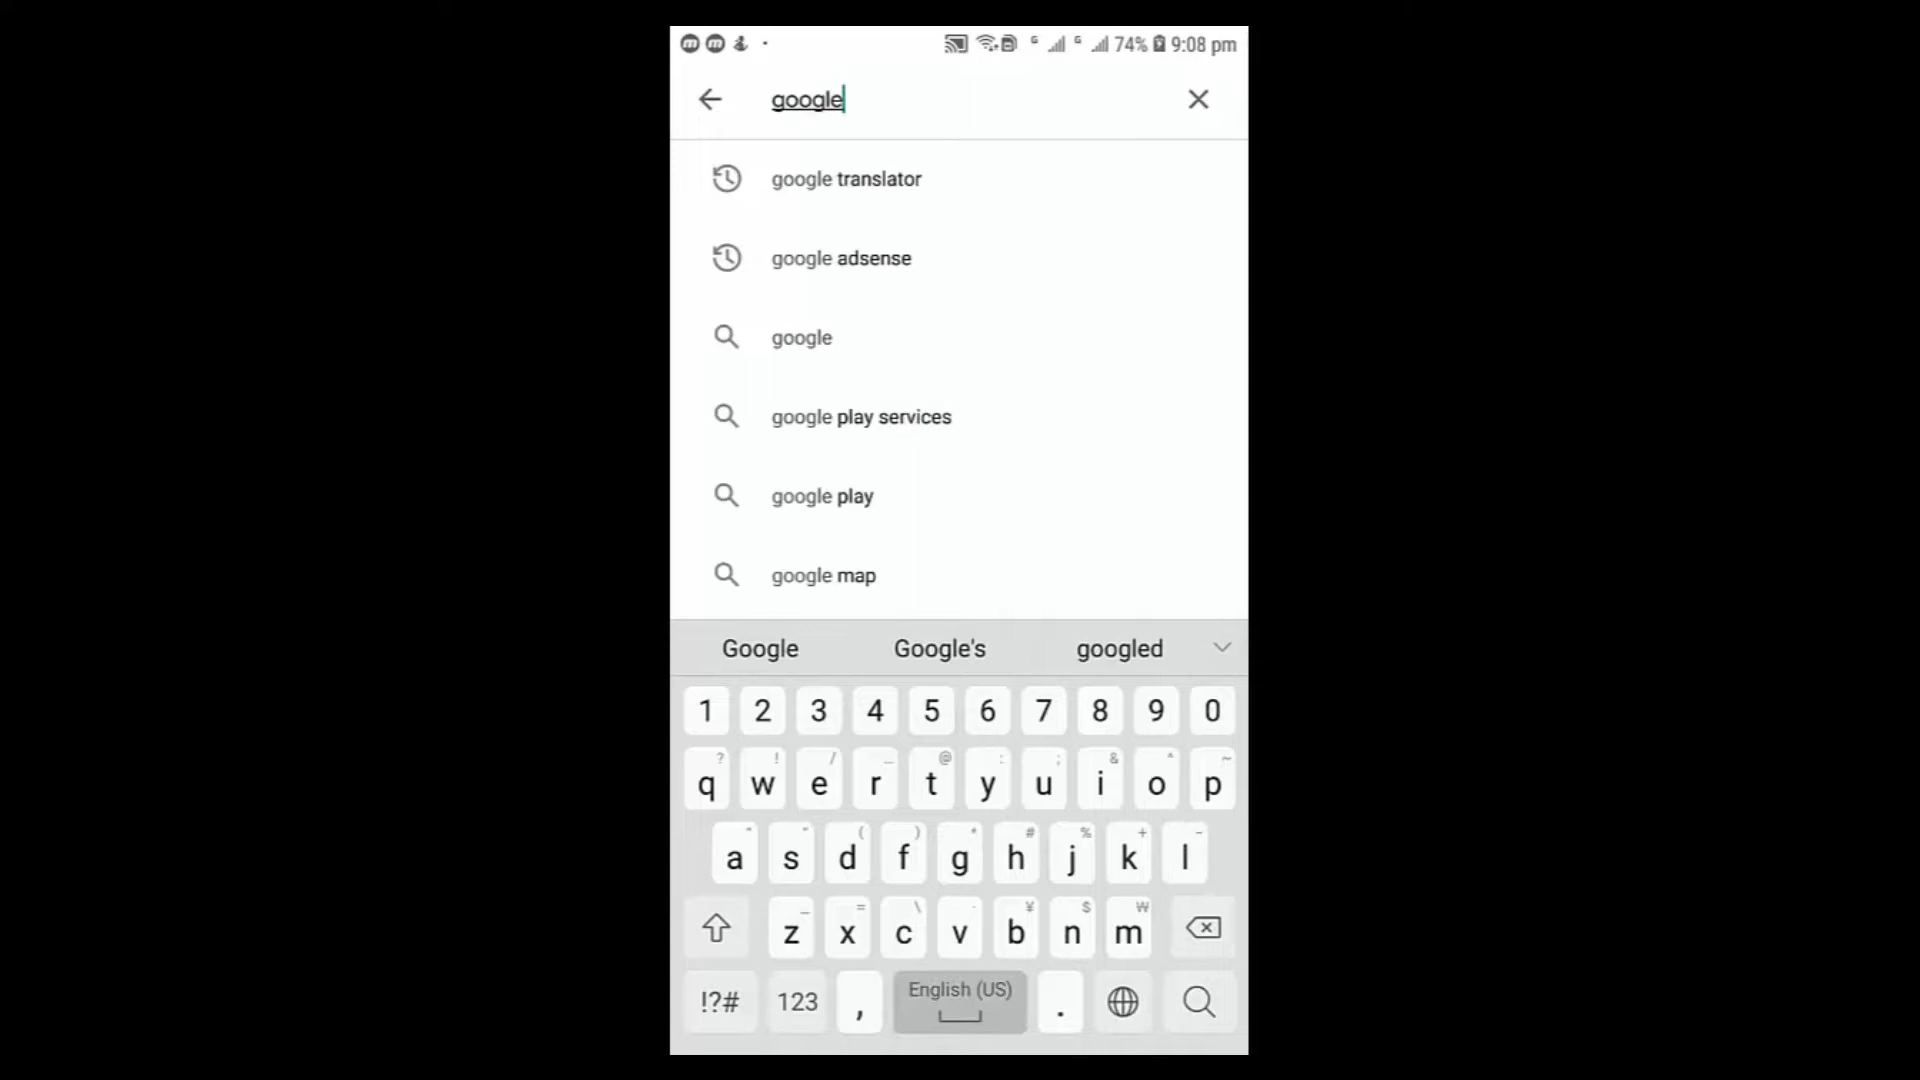 74% 9:08 pm
google
google translator
google adsense
google
google play services
google play
google map
Google Google's googled
1 2 3 4 5 6 7 8 9 0
q w e r t y u i o p
a s d f g h j k l
z x c v b n m
!?# 123 , English (US) .